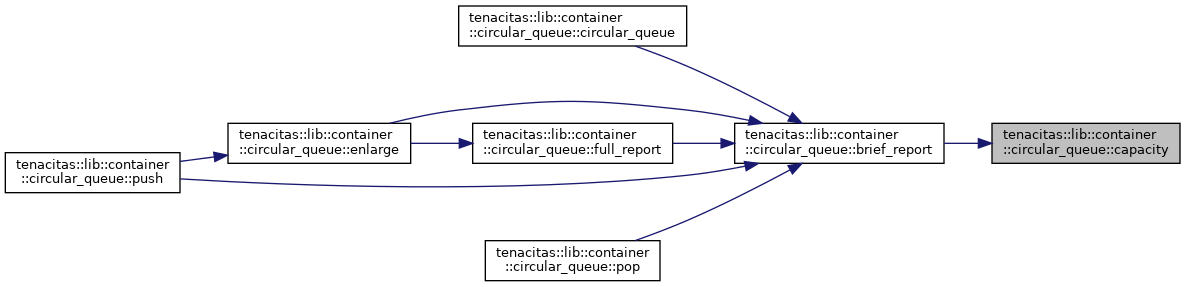 tenacitas::lib::container
::circular_queue::circular_queue
tenacitas::lib::container
::circular_queue::enlarge
tenacitas::lib::container
::circular_queue::full_report
tenacitas::lib::container
::circular_queue::brief_report
tenacitas::lib::container
::circular_queue::capacity
tenacitas::lib::container
::circular_queue::push
tenacitas::lib::container
::circular_queue::pop